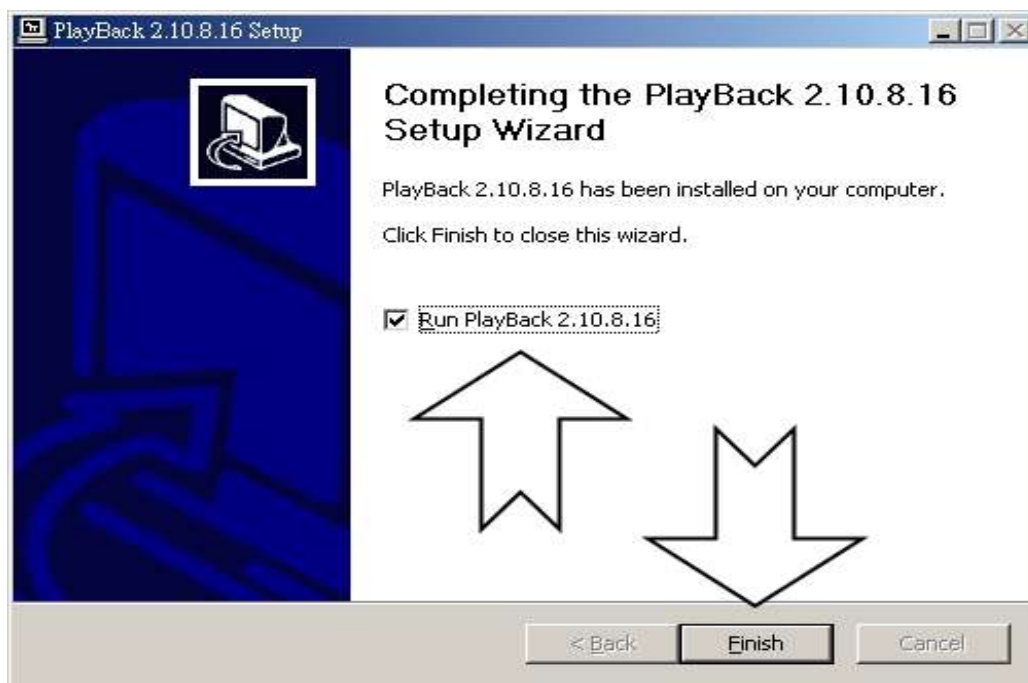 PlayBack 2.10.8.16 Setup
Completing the PlayBack 2.10.8.16
Setup Wizard
PlayBack 2.10.8.16 has been installed on your computer.
Click Finish to close this wizard.
Run PlayBack 2.10.8.16
< Back Finish Cancel